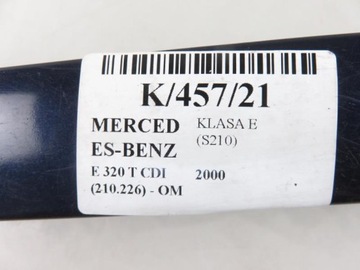 K/457/21
MERCED
ES-BENZ
KLASA E
(S210)
E 320 T CDI
(210.226) - OM
2000